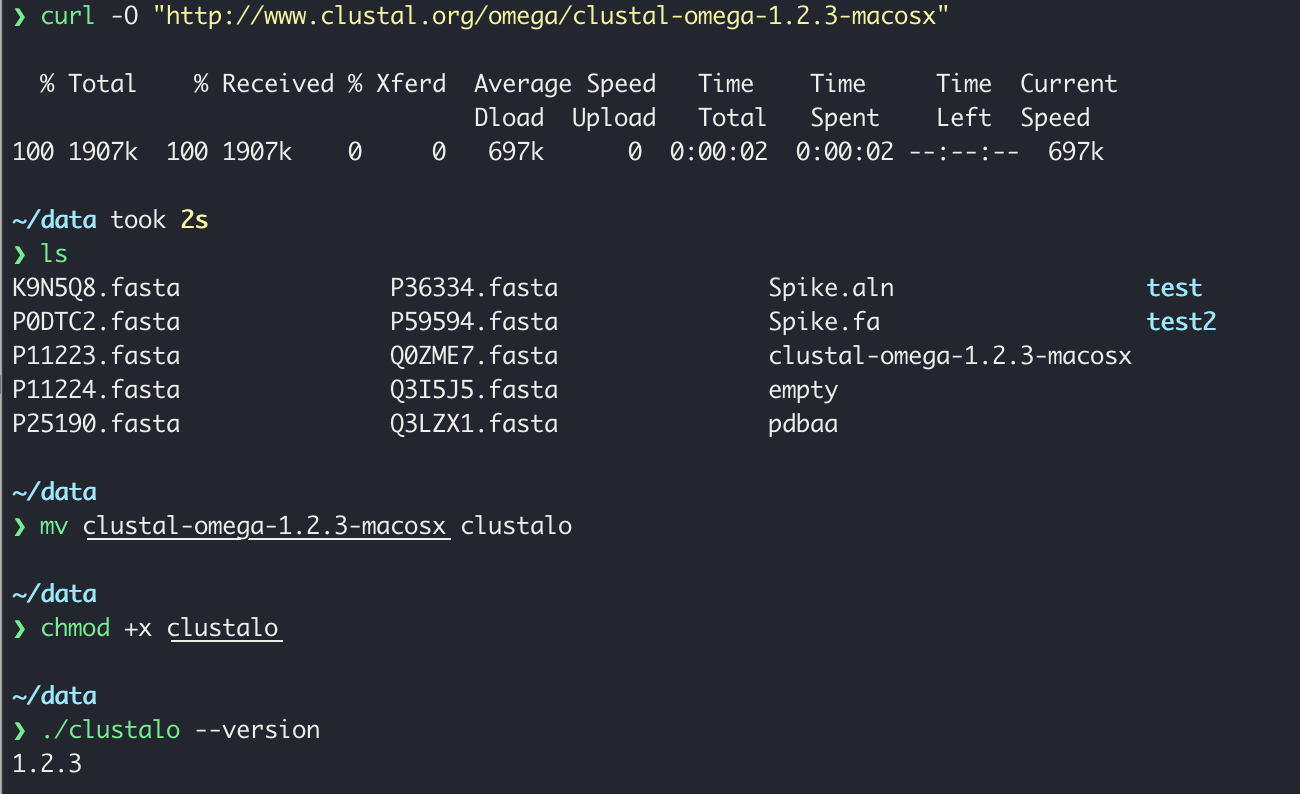 ❯ curl -O "http://www.clustal.org/omega/clustal-omega-1.2.3-macosx"
  % Total    % Received % Xferd  Average Speed   Time    Time     Time  Current
                                 Dload  Upload   Total   Spent    Left  Speed
100 1907k  100 1907k    0     0   697k      0  0:00:02  0:00:02 --:--:--  697k
~/data took 2s
❯ ls
K9N5Q8.fasta               P36334.fasta               Spike.aln                  test
P0DTC2.fasta               P59594.fasta               Spike.fa                   test2
P11223.fasta               Q0ZME7.fasta               clustal-omega-1.2.3-macosx
P11224.fasta               Q3I5J5.fasta               empty
P25190.fasta               Q3LZX1.fasta               pdbaa
~/data
❯ mv clustal-omega-1.2.3-macosx clustalo
~/data
❯ chmod +x clustalo
~/data
❯ ./clustalo --version
1.2.3